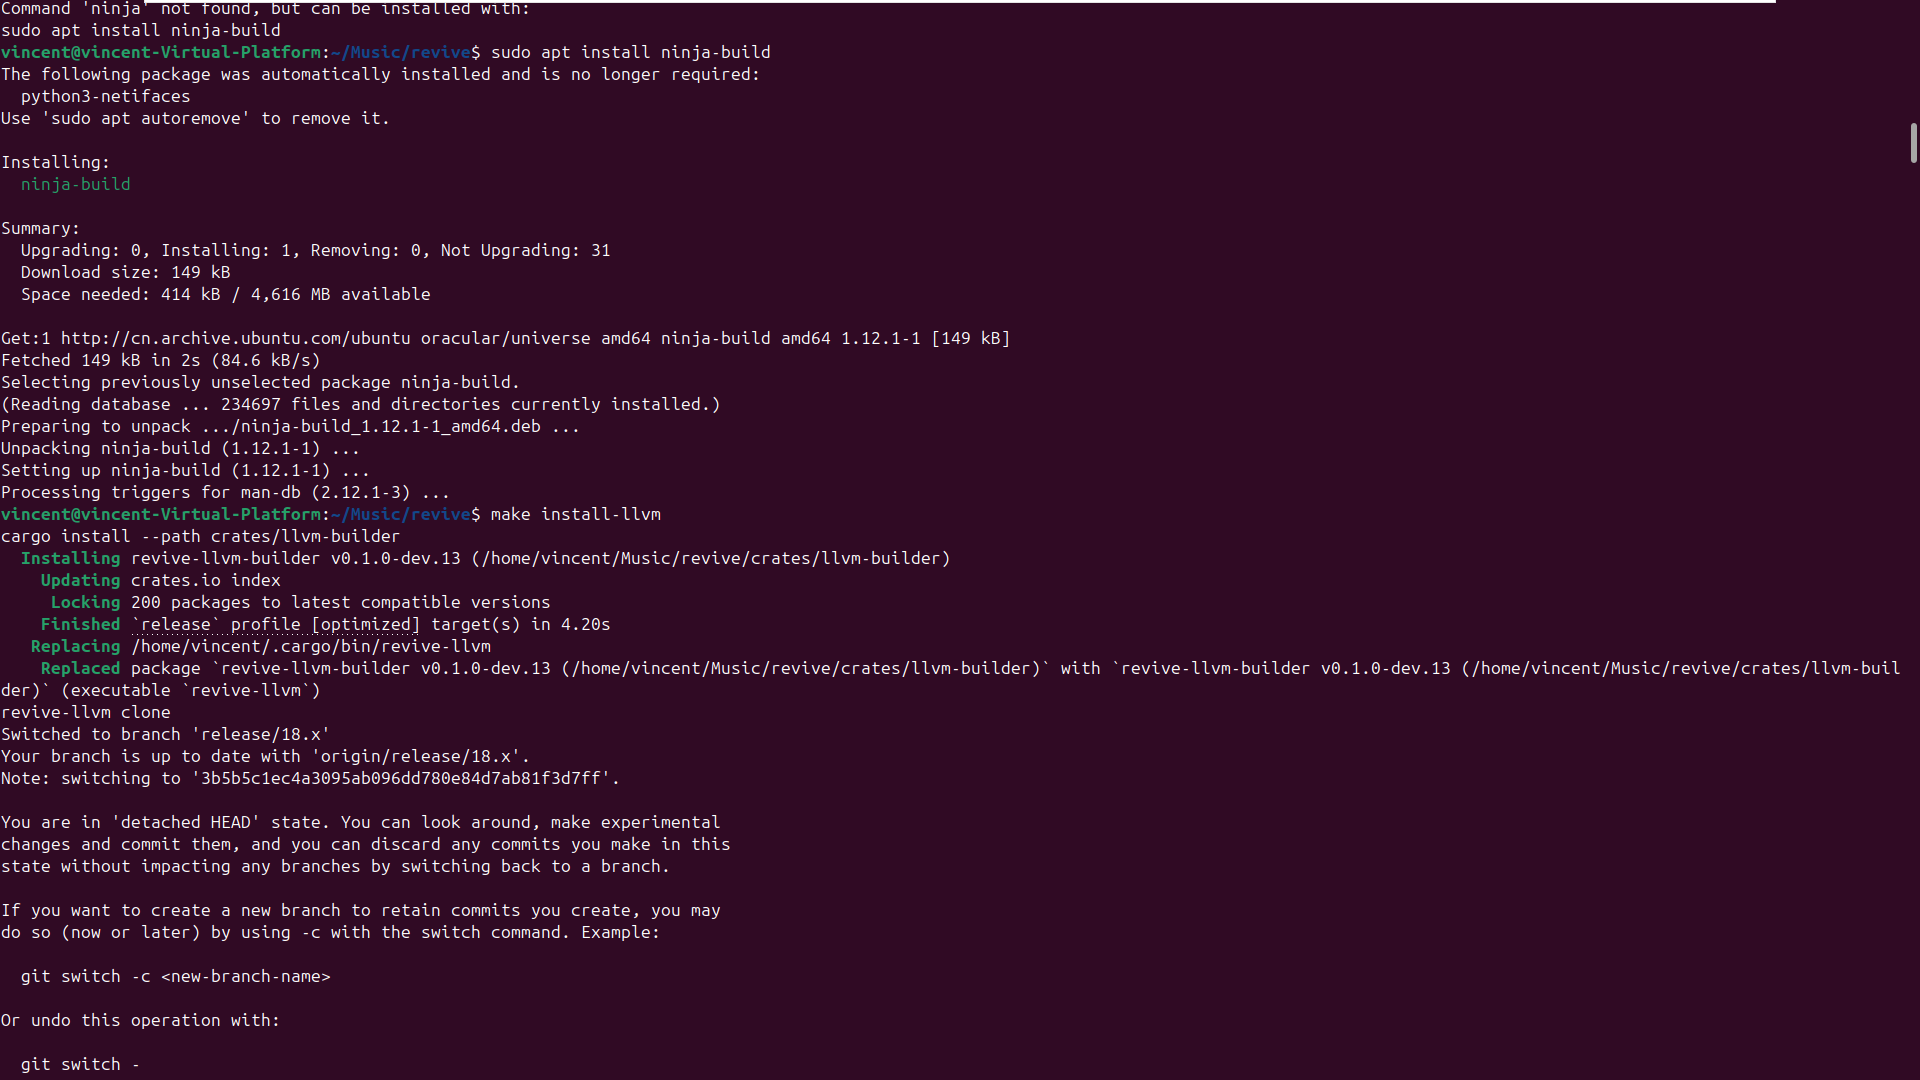 Command 'ninja' not found, but can be installed with:
sudo apt install ninja-build
vincent@vincent-Virtual-Platform:~/Music/revive$ sudo apt install ninja-build
The following package was automatically installed and is no longer required:
  python3-netifaces
Use 'sudo apt autoremove' to remove it.

Installing:
  ninja-build

Summary:
  Upgrading: 0, Installing: 1, Removing: 0, Not Upgrading: 31
  Download size: 149 kB
  Space needed: 414 kB / 4,616 MB available

Get:1 http://cn.archive.ubuntu.com/ubuntu oracular/universe amd64 ninja-build amd64 1.12.1-1 [149 kB]
Fetched 149 kB in 2s (84.6 kB/s)
Selecting previously unselected package ninja-build.
(Reading database ... 234697 files and directories currently installed.)
Preparing to unpack .../ninja-build_1.12.1-1_amd64.deb ...
Unpacking ninja-build (1.12.1-1) ...
Setting up ninja-build (1.12.1-1) ...
Processing triggers for man-db (2.12.1-3) ...
vincent@vincent-Virtual-Platform:~/Music/revive$ make install-llvm
cargo install --path crates/llvm-builder
  Installing revive-llvm-builder v0.1.0-dev.13 (/home/vincent/Music/revive/crates/llvm-builder)
    Updating crates.io index
     Locking 200 packages to latest compatible versions
    Finished `release` profile [optimized] target(s) in 4.20s
   Replacing /home/vincent/.cargo/bin/revive-llvm
    Replaced package `revive-llvm-builder v0.1.0-dev.13 (/home/vincent/Music/revive/crates/llvm-builder)` with `revive-llvm-builder v0.1.0-dev.13 (/home/vincent/Music/revive/crates/llvm-buil
der)` (executable `revive-llvm`)
revive-llvm clone
Switched to branch 'release/18.x'
Your branch is up to date with 'origin/release/18.x'.
Note: switching to '3b5b5c1ec4a3095ab096dd780e84d7ab81f3d7ff'.

You are in 'detached HEAD' state. You can look around, make experimental
changes and commit them, and you can discard any commits you make in this
state without impacting any branches by switching back to a branch.

If you want to create a new branch to retain commits you create, you may
do so (now or later) by using -c with the switch command. Example:

  git switch -c <new-branch-name>

Or undo this operation with:

  git switch -